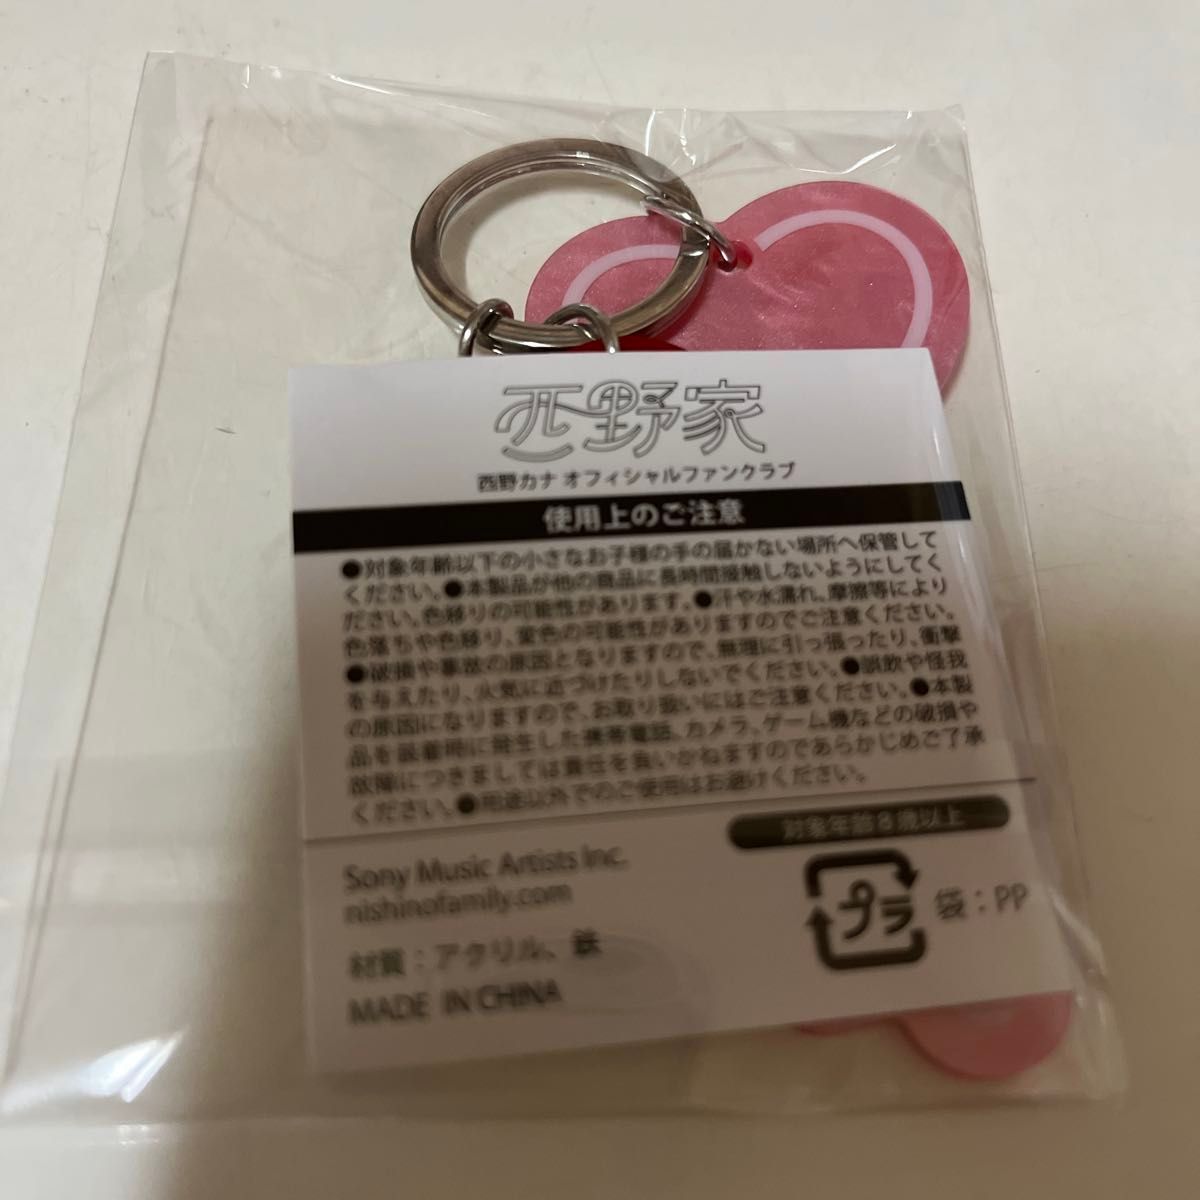 西野家
西野カナ オフィシャルファンクラブ
使用上のご注意
●対象年齢以下の小さなお子様の手の届かない場所へ保管して
ください。●本製品が他の商品に長時間接触しないようにしてく
ださい。色移りの可能性があります。●汗や水濡れ、摩擦等により
色落ちや色移り、変色の可能性がありますのでご注意ください。
●破損や事故の原因となりますので、無理に引っ張ったり、衝撃
を与えたり、火気に近づけたりしないでください。●誤飲や怪我
の原因になりますので、お取り扱いにはご注意ください。●本製
品を装着時に発生した携帯電話、カメラ、ゲーム機などの破損や
故障につきましては責任を負いかねますのであらかじめご了承
ください。●用途以外でのご使用はお避けください。
対象年齢8歳以上
Sony Music Artists Inc.
nishinofamily.com
プラ
袋：PP
材質：アクリル、鉄
MADE IN CHINA